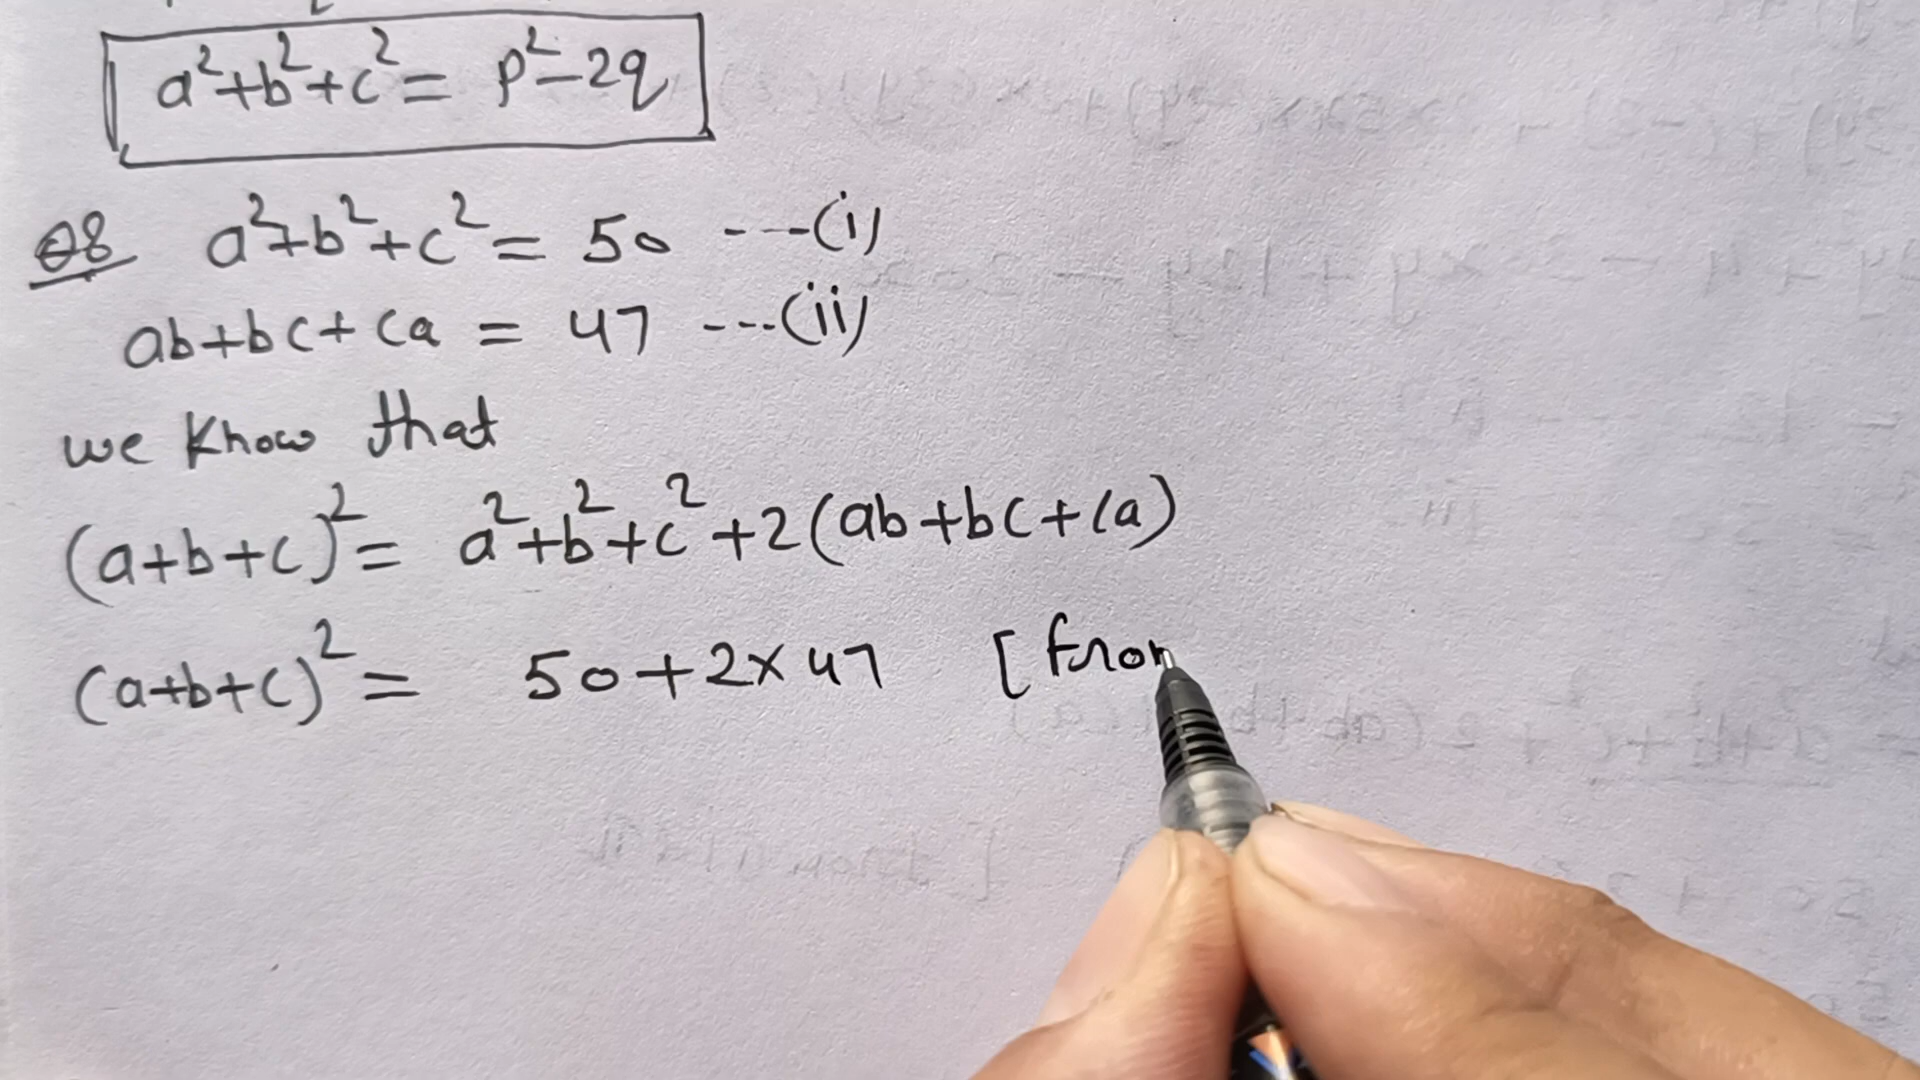 a²+b²+c² = p²-2q
Q8 a²+b²+c² = 50 ---(i)
ab+bc+ca = 47 ---(ii)
we know that
(a+b+c)² = a²+b²+c²+2(ab+bc+ca)
(a+b+c)² = 50+2×47 [from